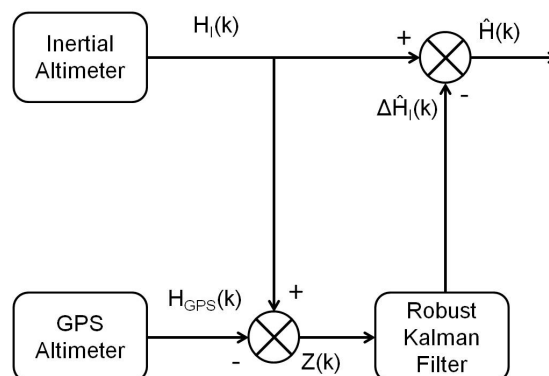 Inertial
Altimeter
H_I(k)
+
Ĥ(k)
ΔĤ_I(k)
-
GPS
Altimeter
H_GPS(k)
+
-
Z(k)
Robust
Kalman
Filter